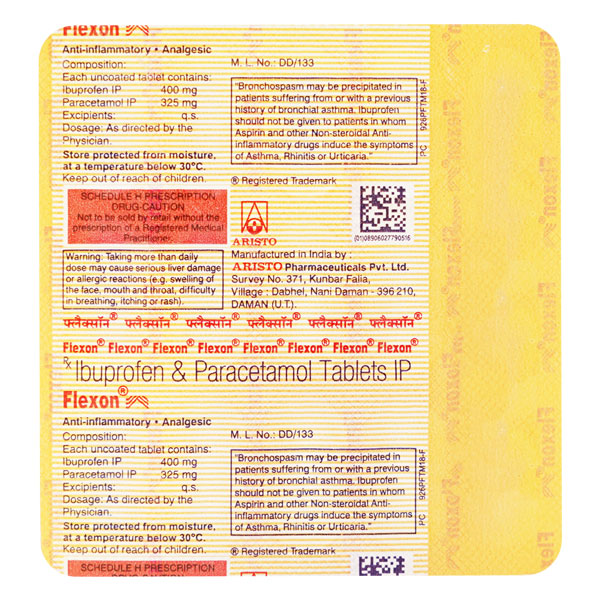 Flexon®
Anti-inflammatory • Analgesic
Composition:
Each uncoated tablet contains:
Ibuprofen IP 400 mg
Paracetamol IP 325 mg
Excipients: q.s.
Dosage: As directed by the
Physician.
Store protected from moisture,
at a temperature below 30°C.
Keep out of reach of children.
M. L. No.: DD/133
"Bronchospasm may be precipitated in
patients suffering from or with a previous
history of bronchial asthma. Ibuprofen
should not be given to patients in whom
Aspirin and other Non-steroidal Anti-
inflammatory drugs induce the symptoms
of Asthma, Rhinitis or Urticaria."
PC 926PFTM18-F
® Registered Trademark
SCHEDULE H PRESCRIPTION
DRUG-CAUTION
Not to be sold by retail without the
prescription of a Registered Medical
Practitioner.
ARISTO
(01)08906027790516
Warning: Taking more than daily
dose may cause serious liver damage
or allergic reactions (e.g. swelling of
the face, mouth and throat, difficulty
in breathing, itching or rash).
Manufactured in India by :
ARISTO Pharmaceuticals Pvt. Ltd.
Survey No. 371, Kunbar Falia,
Village : Dabhel, Nani Daman - 396 210,
DAMAN (U.T.).
फ्लैक्सॉन® फ्लैक्सॉन® फ्लैक्सॉन® फ्लैक्सॉन® फ्लैक्सॉन® फ्लैक्सॉन®
Flexon® Flexon® Flexon® Flexon® Flexon® Flexon® Flexon® Flexon®
Rx Ibuprofen & Paracetamol Tablets IP
Flexon®
Anti-inflammatory • Analgesic
Composition:
Each uncoated tablet contains:
Ibuprofen IP 400 mg
Paracetamol IP 325 mg
Excipients: q.s.
Dosage: As directed by the
Physician.
Store protected from moisture,
at a temperature below 30°C.
Keep out of reach of children.
M. L. No.: DD/133
"Bronchospasm may be precipitated in
patients suffering from or with a previous
history of bronchial asthma. Ibuprofen
should not be given to patients in whom
Aspirin and other Non-steroidal Anti-
inflammatory drugs induce the symptoms
of Asthma, Rhinitis or Urticaria."
PC 926PFTM18-F
® Registered Trademark
SCHEDULE H PRESCRIPTION
DRUG-CAUTION